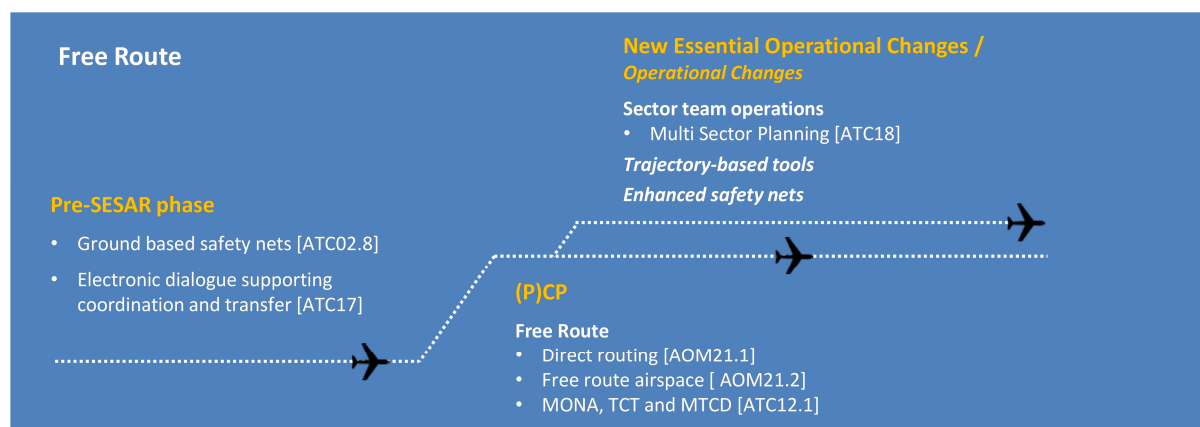 Free Route
New Essential Operational Changes /
Operational Changes
Sector team operations
• Multi Sector Planning [ATC18]
Trajectory-based tools
Enhanced safety nets
Pre-SESAR phase
• Ground based safety nets [ATC02.8]
• Electronic dialogue supporting
coordination and transfer [ATC17]
(P)CP
Free Route
• Direct routing [AOM21.1]
• Free route airspace [ AOM21.2]
• MONA, TCT and MTCD [ATC12.1]